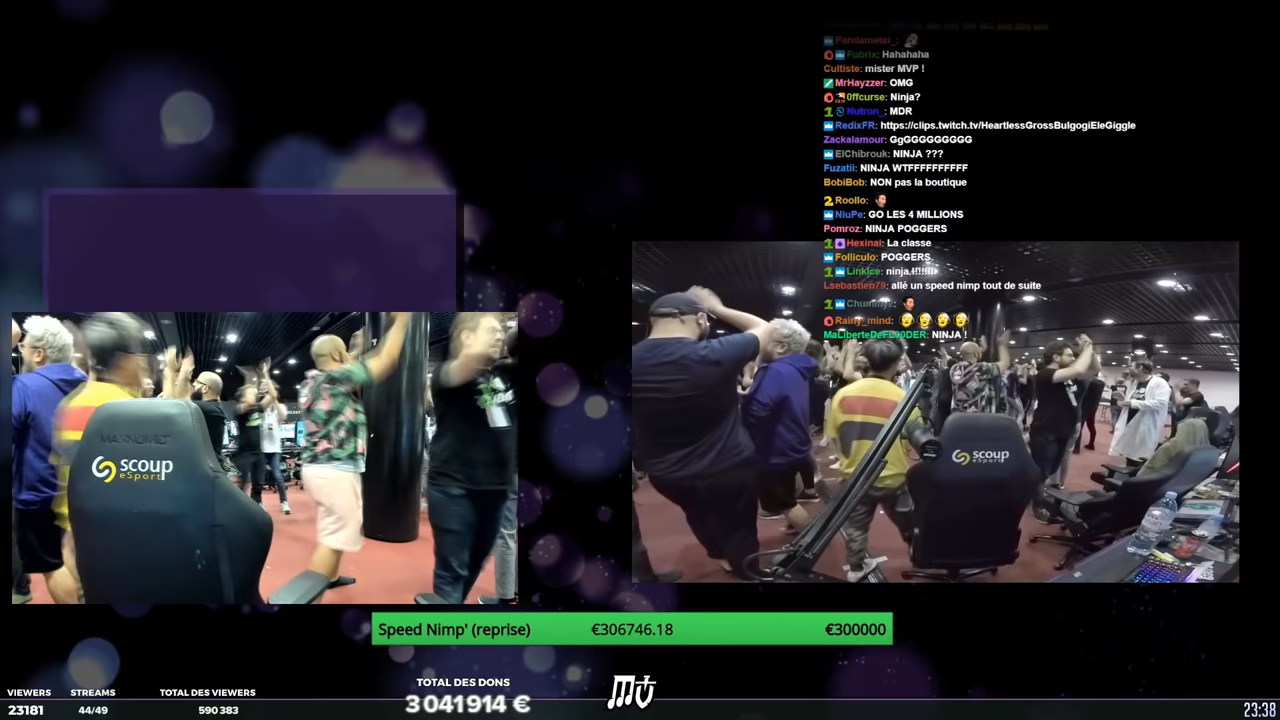 Pandametal_:
Fubrix: Hahahaha
Cultiste: mister MVP !
MrHayzzer: OMG
0ffcurse: Ninja?
Nutron_: MDR
RedixFR: https://clips.twitch.tv/HeartlessGrossBulgogiEleGiggle
Zackalamour: GgGGGGGGGGG
ElChibrouk: NINJA ???
Fuzatii: NINJA WTFFFFFFFFFF
BobiBob: NON pas la boutique
Roollo:
NiuPe: GO LES 4 MILLIONS
Pomroz: NINJA POGGERS
Hexinal: La classe
Folliculo: POGGERS
LinkIce: ninja !!!!!!!
Lsebastien79: allé un speed nimp tout de suite
Rainy_mind:
MaLiberteDeFL00DER: NINJA !
MAXNOMIC
scoup
eSport
scoup
Speed Nimp' (reprise) €306746.18 €300000
VIEWERS STREAMS TOTAL DES VIEWERS
23181 44/49 590 383
TOTAL DES DONS
3 041 914 €
MV
23:38